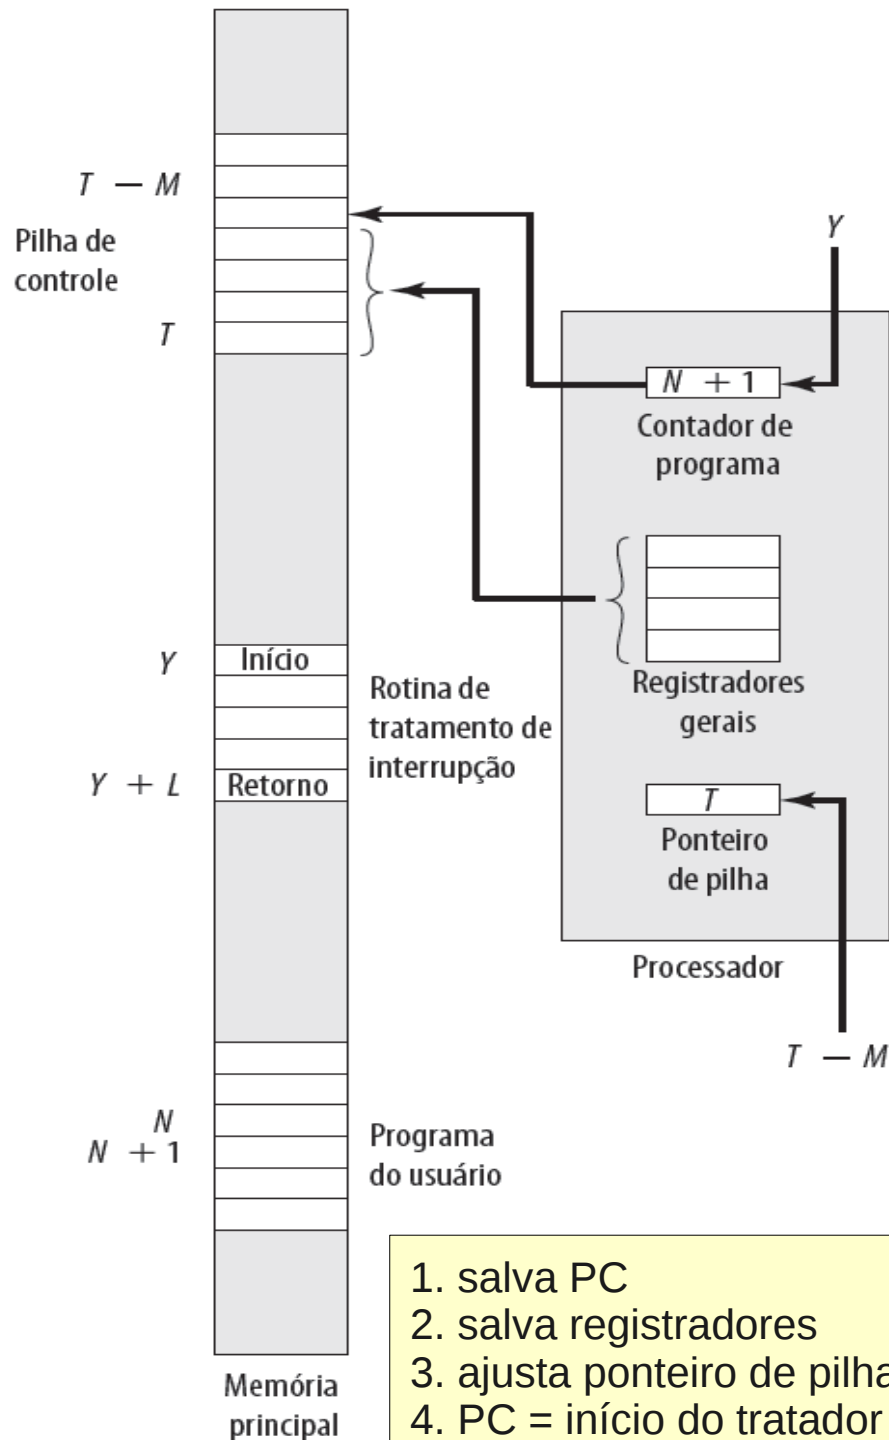 T − M
Pilha de
controle
T
Y
N + 1
Contador de
programa
Registradores
gerais
T
Ponteiro
de pilha
Processador
T − M
Y
Início
Rotina de
tratamento de
interrupção
Y + L
Retorno
N
N + 1
Programa
do usuário
Memória
principal
1. salva PC
2. salva registradores
3. ajusta ponteiro de pilha
4. PC = início do tratador